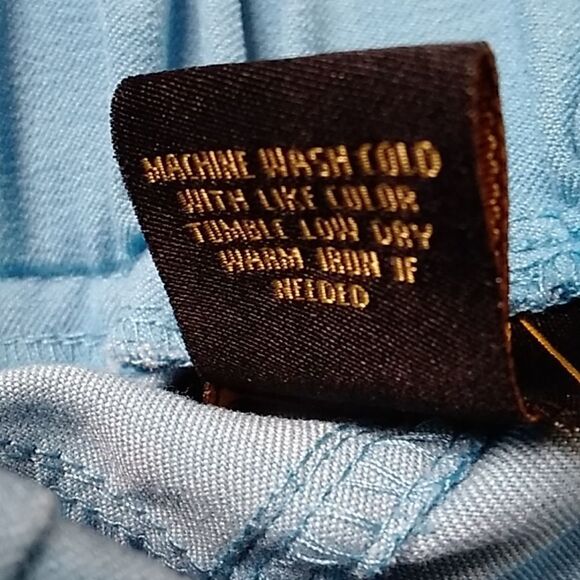 MACHINE WASH COLD
WITH LIKE COLOR
TUMBLE LOW DRY
WARM IRON IF
NEEDED